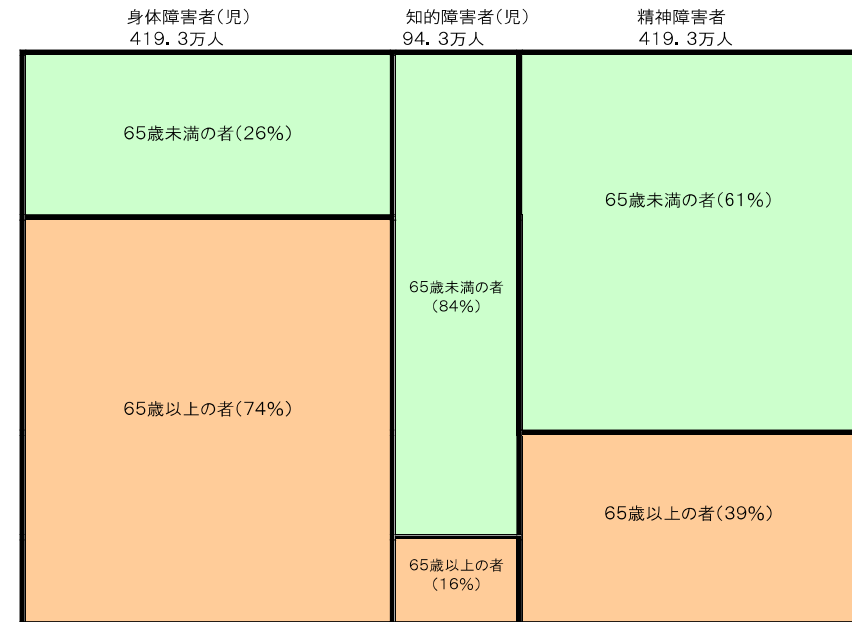 身体障害者(児)
419.3万人
知的障害者(児)
94.3万人
精神障害者
419.3万人
65歳未満の者(26%)
65歳以上の者(74%)
65歳未満の者
(84%)
65歳以上の者
(16%)
65歳未満の者(61%)
65歳以上の者(39%)